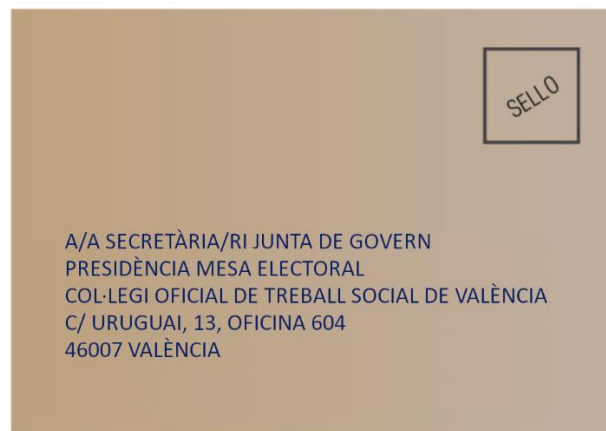 SELLO
A/A SECRETÀRIA/RI JUNTA DE GOVERN
PRESIDÈNCIA MESA ELECTORAL
COL·LEGI OFICIAL DE TREBALL SOCIAL DE VALÈNCIA
C/ URUGUAI, 13, OFICINA 604
46007 VALÈNCIA